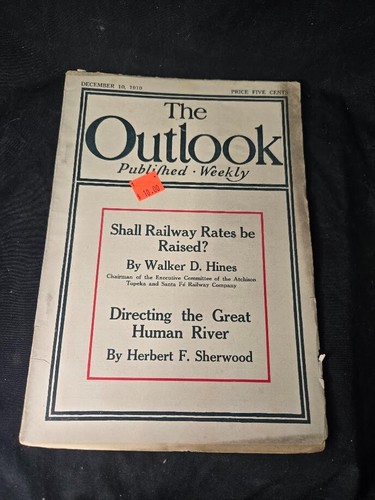 DECEMBER 10, 1910
PRICE FIVE CENTS
The
Outlook
Published · Weekly
10.00
Shall Railway Rates be
Raised?
By Walker D. Hines
Chairman of the Executive Committee of the Atchison
Topeka and Santa Fé Railway Company
Directing the Great
Human River
By Herbert F. Sherwood